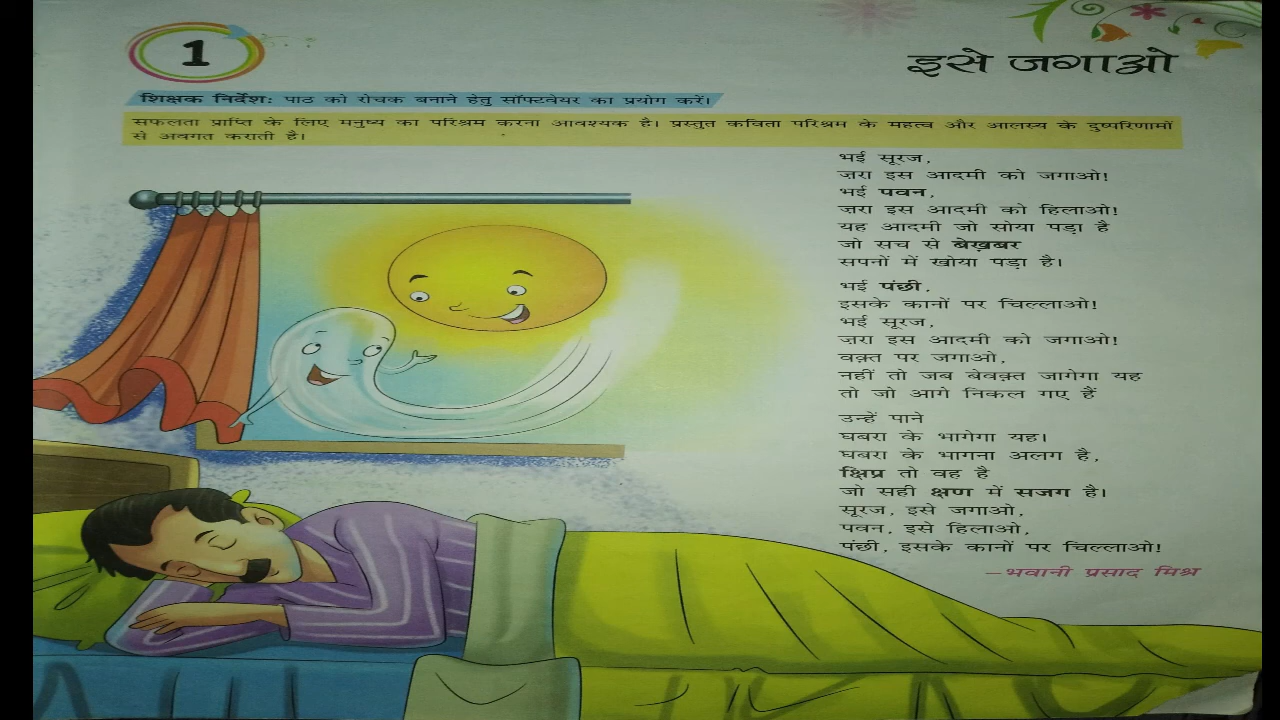 1
इसे जगाओ
शिक्षक निर्देश: पाठ को रोचक बनाने हेतु सॉफ्टवेयर का प्रयोग करें।
सफलता प्राप्ति के लिए मनुष्य का परिश्रम करना आवश्यक है। प्रस्तुत कविता परिश्रम के महत्व और आलस्य के दुष्परिणामों
से अवगत कराती है।
भई सूरज,
ज़रा इस आदमी को जगाओ!
भई पवन,
ज़रा इस आदमी को हिलाओ!
यह आदमी जो सोया पड़ा है
जो सच से बेख़बर
सपनों में खोया पड़ा है।
भई पंछी,
इसके कानों पर चिल्लाओ!
भई सूरज,
ज़रा इस आदमी को जगाओ!
वक़्त पर जगाओ,
नहीं तो जब बेवक़्त जागेगा यह
तो जो आगे निकल गए हैं
उन्हें पाने
घबरा के भागेगा यह।
घबरा के भागना अलग है,
क्षिप्र तो वह है
जो सही क्षण में सजग है।
सूरज, इसे जगाओ,
पवन, इसे हिलाओ,
पंछी, इसके कानों पर चिल्लाओ!
—भवानी प्रसाद मिश्र